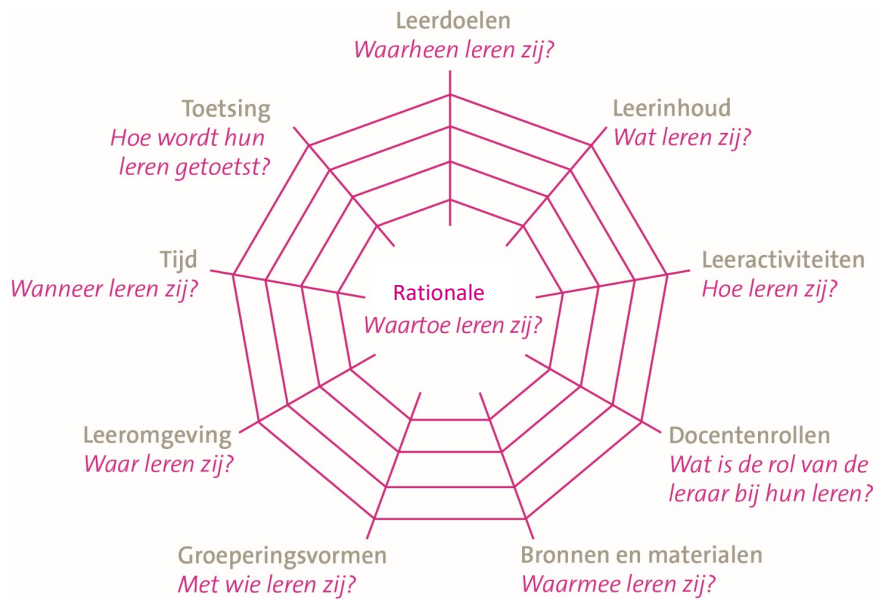 Leerdoelen
Waarheen leren zij?
Leerinhoud
Wat leren zij?
Leeractiviteiten
Hoe leren zij?
Docentenrollen
Wat is de rol van de
leraar bij hun leren?
Bronnen en materialen
Waarmee leren zij?
Groeperingsvormen
Met wie leren zij?
Leeromgeving
Waar leren zij?
Tijd
Wanneer leren zij?
Toetsing
Hoe wordt hun
leren getoetst?
Rationale
Waartoe leren zij?